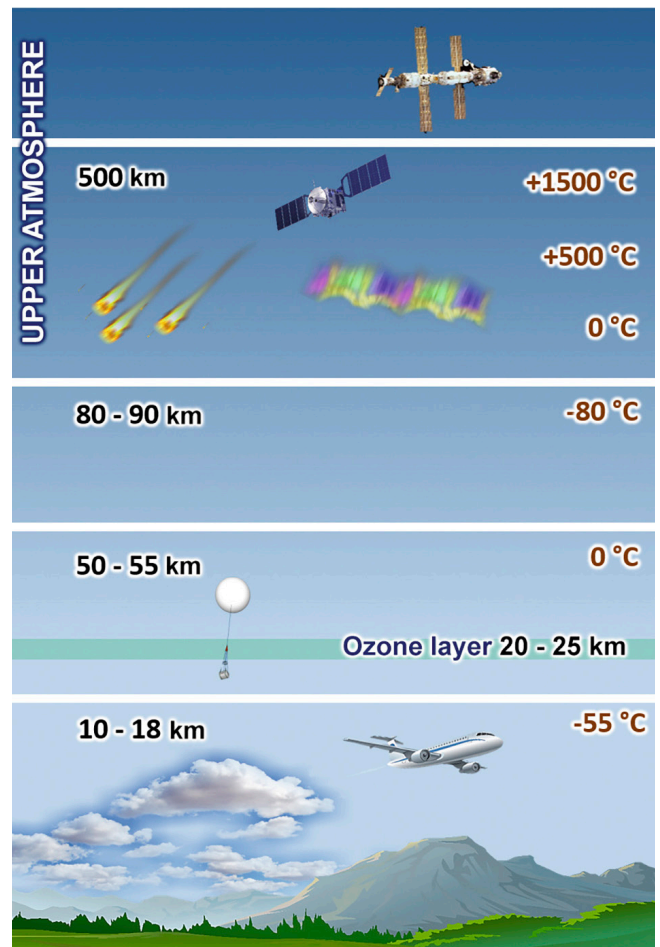 UPPER ATMOSPHERE
500 km
+1500 °C
+500 °C
0 °C
80 - 90 km
-80 °C
50 - 55 km
0 °C
Ozone layer 20 - 25 km
10 - 18 km
-55 °C